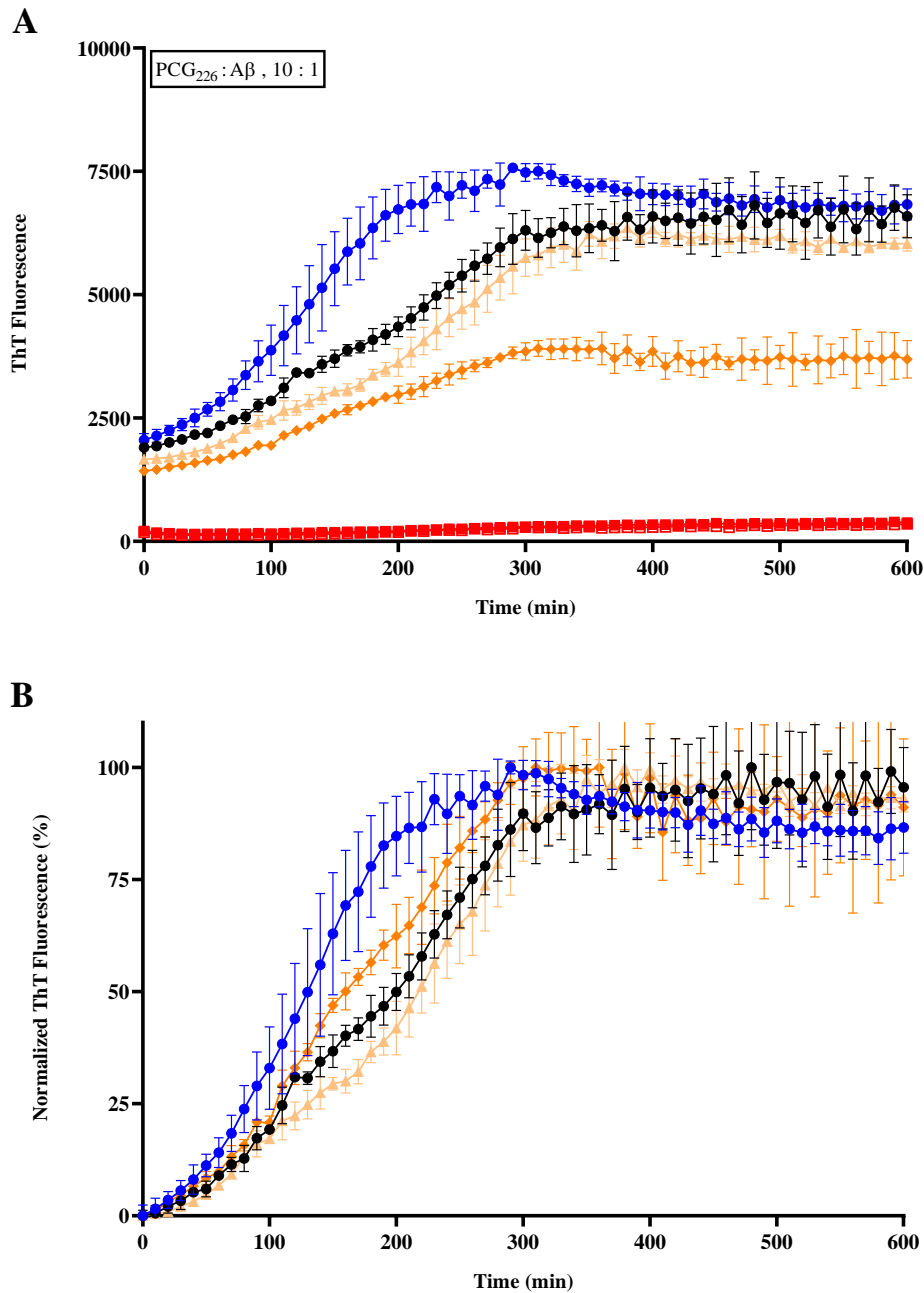 A
10000
PCG226 : Aβ , 10 : 1
7500
ThT Fluorescence
5000
2500
0
0 100 200 300 400 500 600
Time (min)
B
100
75
Normalized ThT Fluorescence (%)
50
25
0
0 100 200 300 400 500 600
Time (min)